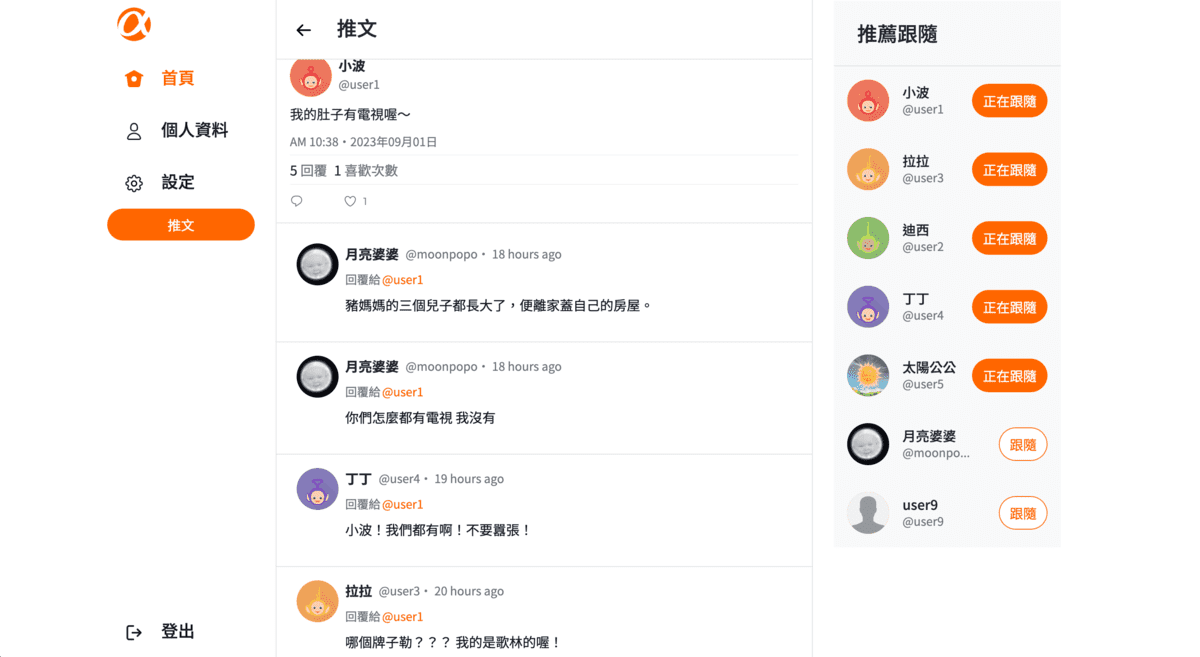 首頁
個人資料
設定
推文
登出
推文
小波
@user1
我的肚子有電視喔～
AM 10:38・2023年09月01日
5 回覆 1 喜歡次數
1
月亮婆婆 @moonpopo・ 18 hours ago
回覆給@user1
豬媽媽的三個兒子都長大了，便離家蓋自己的房屋。
月亮婆婆 @moonpopo・ 18 hours ago
回覆給@user1
你們怎麼都有電視 我沒有
丁丁 @user4・ 19 hours ago
回覆給@user1
小波！我們都有啊！不要囂張！
拉拉 @user3・ 20 hours ago
回覆給@user1
哪個牌子勒？？？ 我的是歌林的喔！
推薦跟隨
小波
@user1
正在跟隨
拉拉
@user3
正在跟隨
迪西
@user2
正在跟隨
丁丁
@user4
正在跟隨
太陽公公
@user5
正在跟隨
月亮婆婆
@moonpo...
跟隨
user9
@user9
跟隨